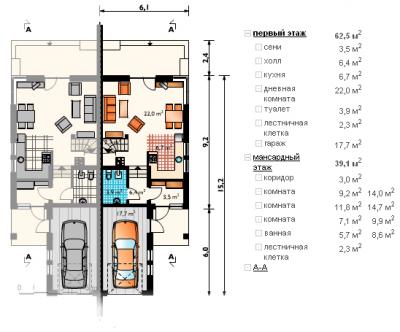 6,1
A A
2,4
22,0 м²
9,2
15,2
6,7 м²
6,4 м²
3,5 м²
17,7 м²
6,0
A A
первый этаж 62,5 м²
сени 3,5 м²
холл 6,4 м²
кухня 6,7 м²
дневная комната 22,0 м²
туалет 3,9 м²
лестничная клетка 2,3 м²
гараж 17,7 м²
мансардный этаж 39,1 м²
коридор 3,0 м²
комната 9,2 м² 14,0 м²
комната 11,8 м² 14,7 м²
комната 7,1 м² 9,9 м²
ванная 5,7 м² 8,6 м²
лестничная клетка 2,3 м²
А-А